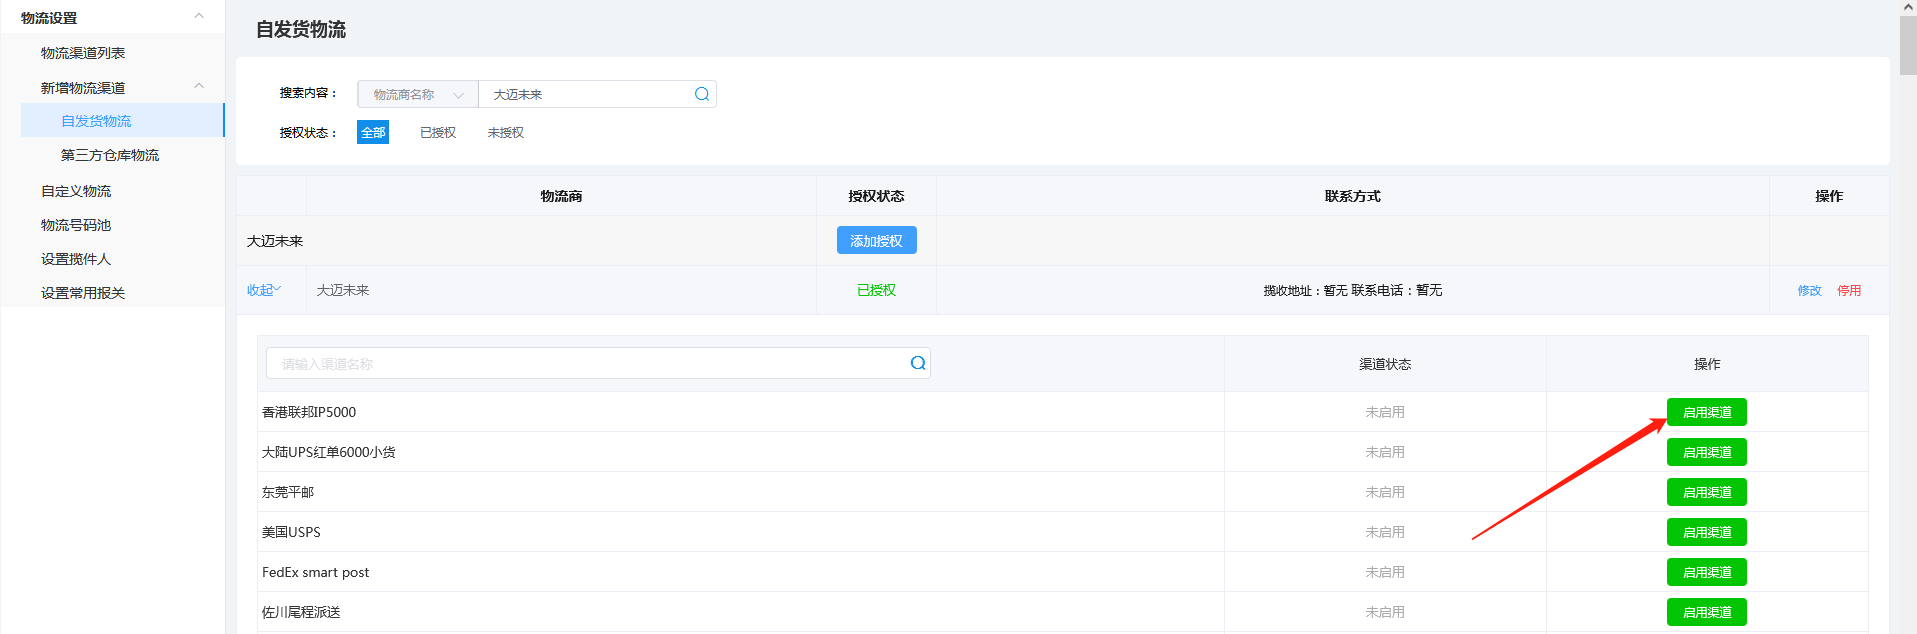 物流设置
物流渠道列表
新增物流渠道
自发货物流
第三方仓库物流
自定义物流
物流号码池
设置揽件人
设置常用报关
自发货物流
搜索内容： 物流商名称 大迈未来
授权状态： 全部 已授权 未授权
物流商 授权状态 联系方式 操作
大迈未来 添加授权
收起 大迈未来 已授权 揽收地址：暂无 联系电话：暂无 修改 停用
请输入渠道名称 渠道状态 操作
香港联邦IP5000 未启用 启用渠道
大陆UPS红单6000小货 未启用 启用渠道
东莞平邮 未启用 启用渠道
美国USPS 未启用 启用渠道
FedEx smart post 未启用 启用渠道
佐川尾程派送 未启用 启用渠道